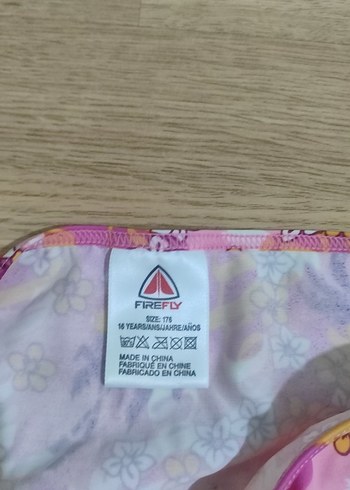 FIREFLY
SIZE: 176
16 YEARS/ANS/JAHRE/AÑOS
MADE IN CHINA
FABRIQUÉ EN CHINE
FABRICADO EN CHINA